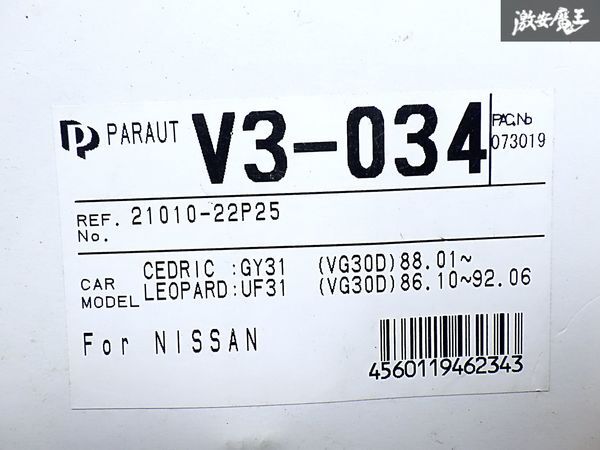 激安魔王
PARAUT V3-034 PAC.No 073019
REF. No. 21010-22P25
CAR MODEL
CEDRIC :GY31 (VG30D)88.01~
LEOPARD:UF31 (VG30D)86.10~92.06
For NISSAN
4560119462343